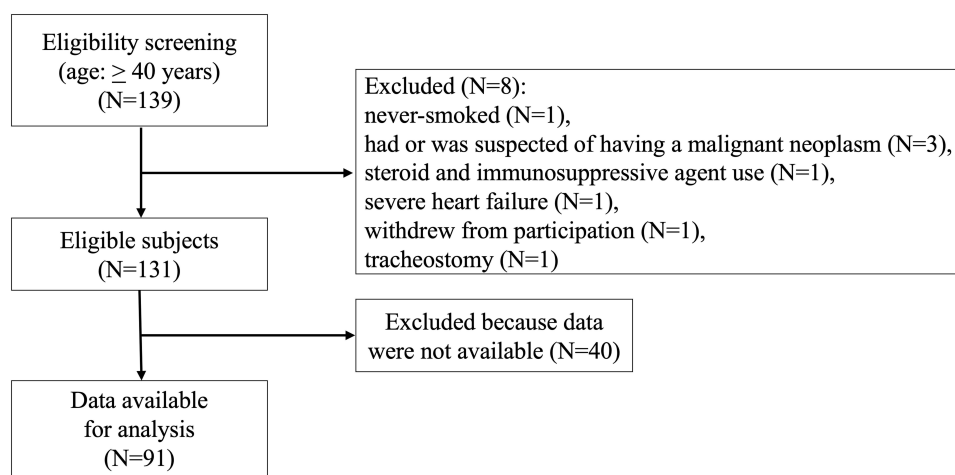 Eligibility screening
(age: ≥ 40 years)
(N=139)
Excluded (N=8):
never-smoked (N=1),
had or was suspected of having a malignant neoplasm (N=3),
steroid and immunosuppressive agent use (N=1),
severe heart failure (N=1),
withdrew from participation (N=1),
tracheostomy (N=1)
Eligible subjects
(N=131)
Excluded because data
were not available (N=40)
Data available
for analysis
(N=91)